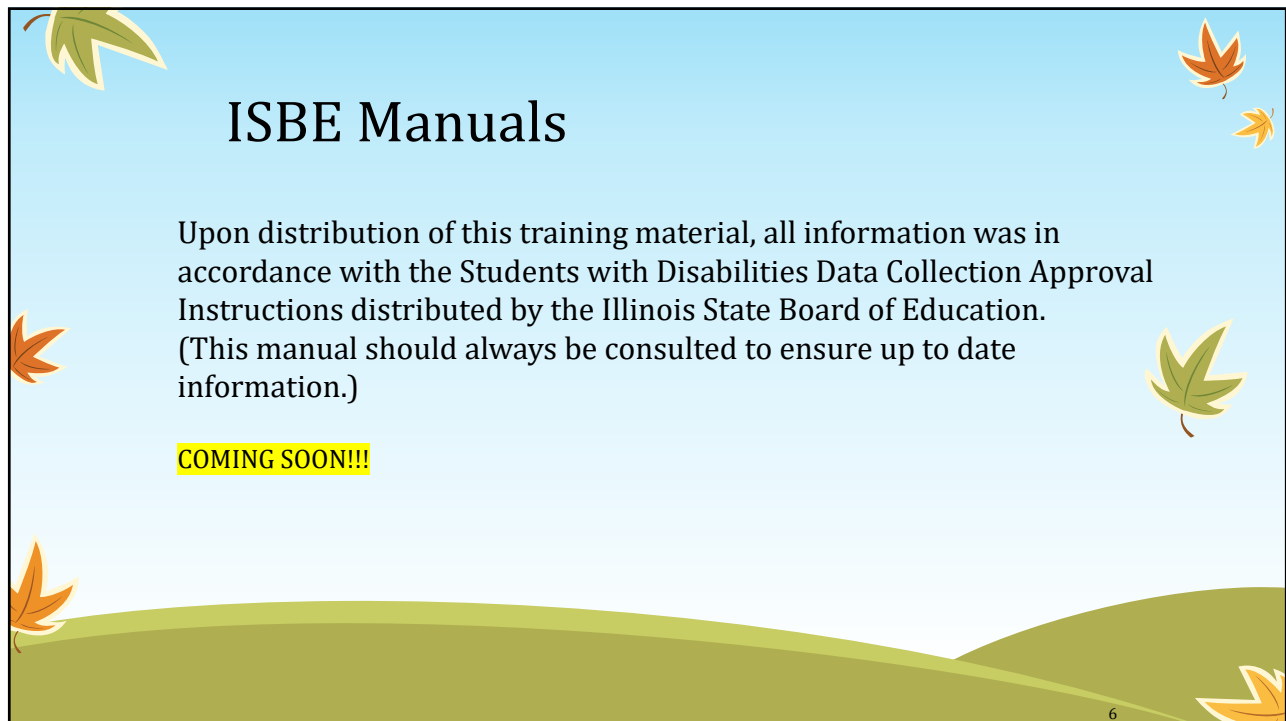 ISBE Manuals
Upon distribution of this training material, all information was in
accordance with the Students with Disabilities Data Collection Approval
Instructions distributed by the Illinois State Board of Education.
(This manual should always be consulted to ensure up to date
information.)
COMING SOON!!!
6